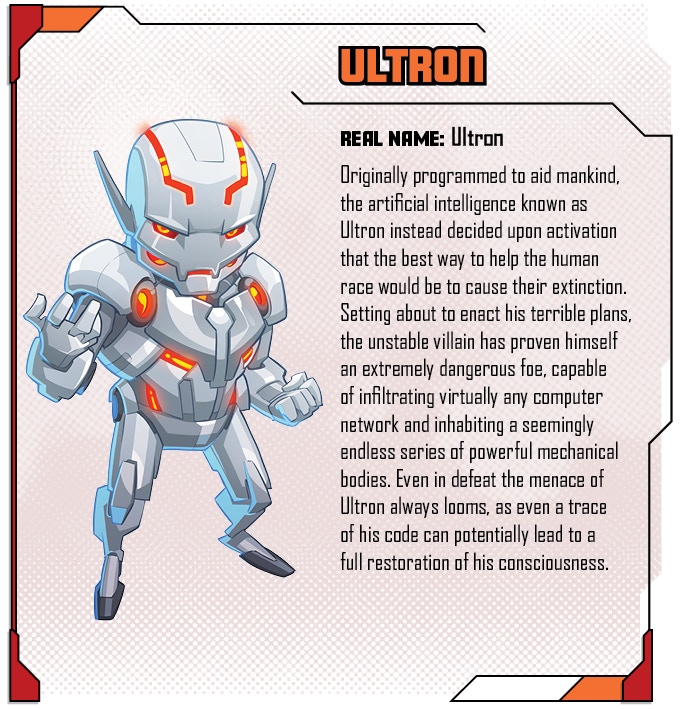 ULTRON
REAL NAME: Ultron
Originally programmed to aid mankind,
the artificial intelligence known as
Ultron instead decided upon activation
that the best way to help the human
race would be to cause their extinction.
Setting about to enact his terrible plans,
the unstable villain has proven himself
an extremely dangerous foe, capable
of infiltrating virtually any computer
network and inhabiting a seemingly
endless series of powerful mechanical
bodies. Even in defeat the menace of
Ultron always looms, as even a trace
of his code can potentially lead to a
full restoration of his consciousness.